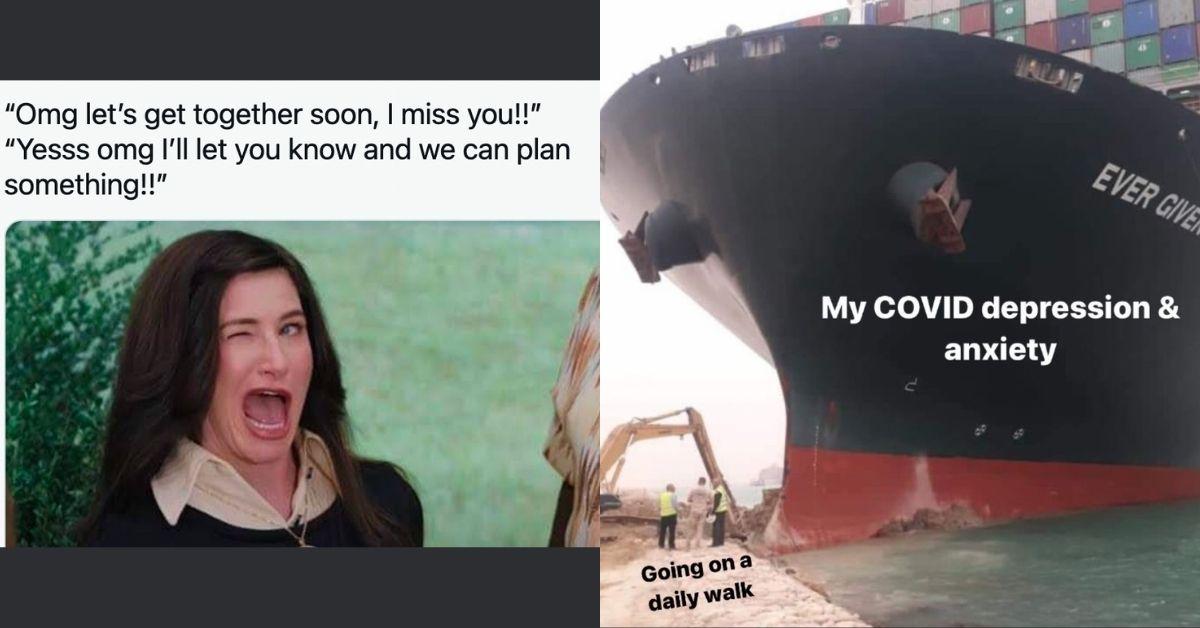 “Omg let’s get together soon, I miss you!!”
“Yesss omg I’ll let you know and we can plan
something!!”
EVER GIVEN
My COVID depression &
anxiety
Going on a
daily walk